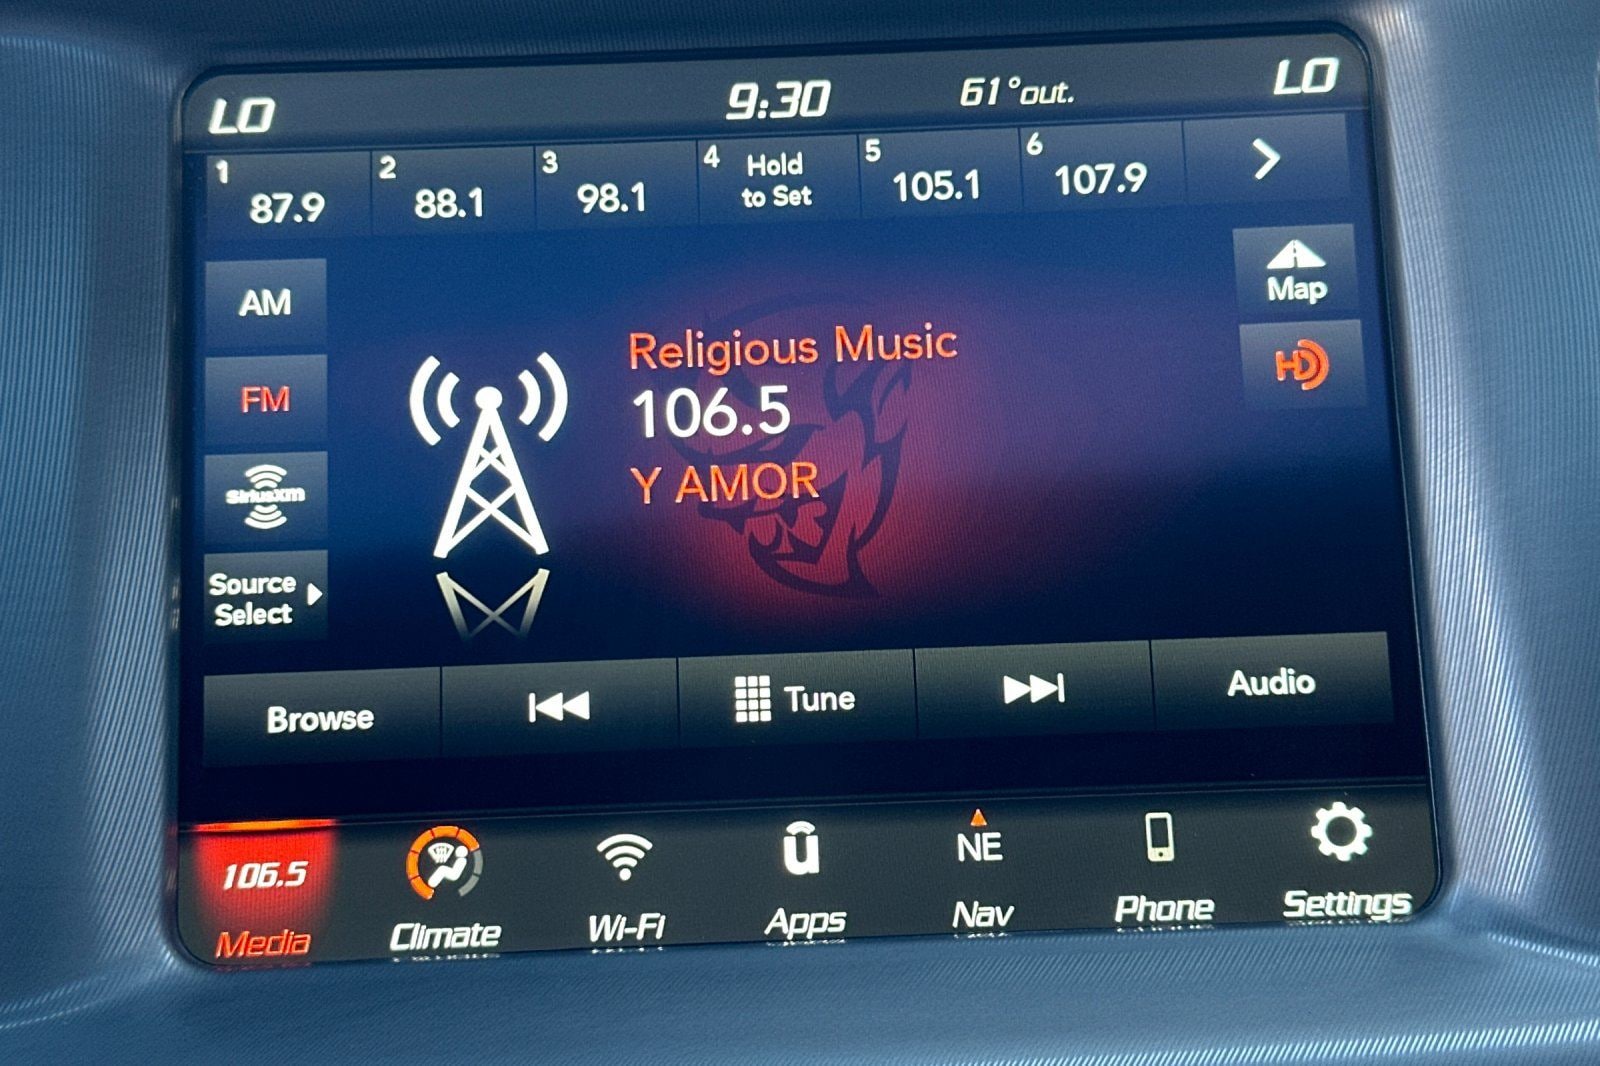 LO 9:30 61°out. LO
1 87.9 2 88.1 3 98.1 4 Hold to Set 5 105.1 6 107.9
AM
Map
FM
HD
Religious Music
106.5
Y AMOR
SiriusXM
Source
Select
Browse Tune Audio
106.5 NE
Media Climate Wi-Fi Apps Nav Phone Settings